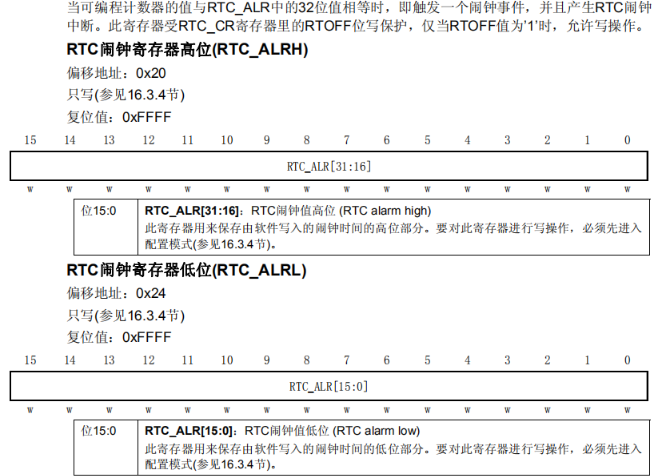 当可编程计数器的值与RTC_ALR中的32位值相等时，即触发一个闹钟事件，并且产生RTC闹钟
中断。此寄存器受RTC_CR寄存器里的RTOFF位写保护，仅当RTOFF值为'1'时，允许写操作。
RTC闹钟寄存器高位(RTC_ALRH)
偏移地址：0x20
只写(参见16.3.4节)
复位值：0xFFFF
15 14 13 12 11 10 9 8 7 6 5 4 3 2 1 0
RTC_ALR[31:16]
w w w w w w w w w w w w w w w w
位15:0 RTC_ALR[31:16]：RTC闹钟值高位 (RTC alarm high)
此寄存器用来保存由软件写入的闹钟时间的高位部分。要对此寄存器进行写操作，必须先进入
配置模式(参见16.3.4节)。
RTC闹钟寄存器低位(RTC_ALRL)
偏移地址：0x24
只写(参见16.3.4节)
复位值：0xFFFF
15 14 13 12 11 10 9 8 7 6 5 4 3 2 1 0
RTC_ALR[15:0]
w w w w w w w w w w w w w w w w
位15:0 RTC_ALR[15:0]：RTC闹钟值低位 (RTC alarm low)
此寄存器用来保存由软件写入的闹钟时间的低位部分。要对此寄存器进行写操作，必须先进入
配置模式(参见16.3.4节)。